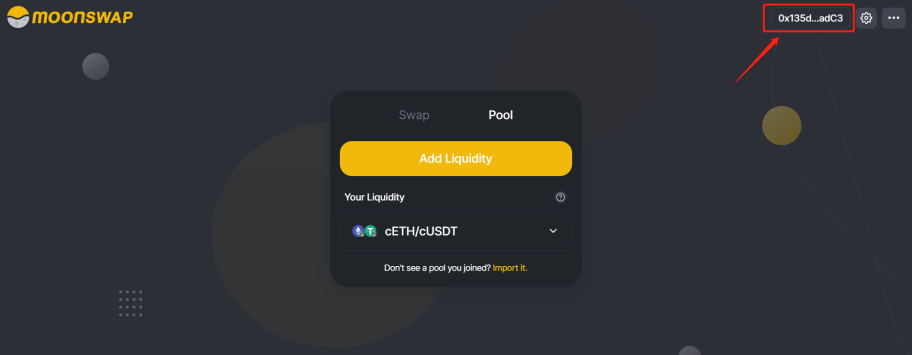 MOONSWAP
0x135d...adC3
Swap
Pool
Add Liquidity
Your Liquidity
cETH/cUSDT
Don't see a pool you joined? Import it.